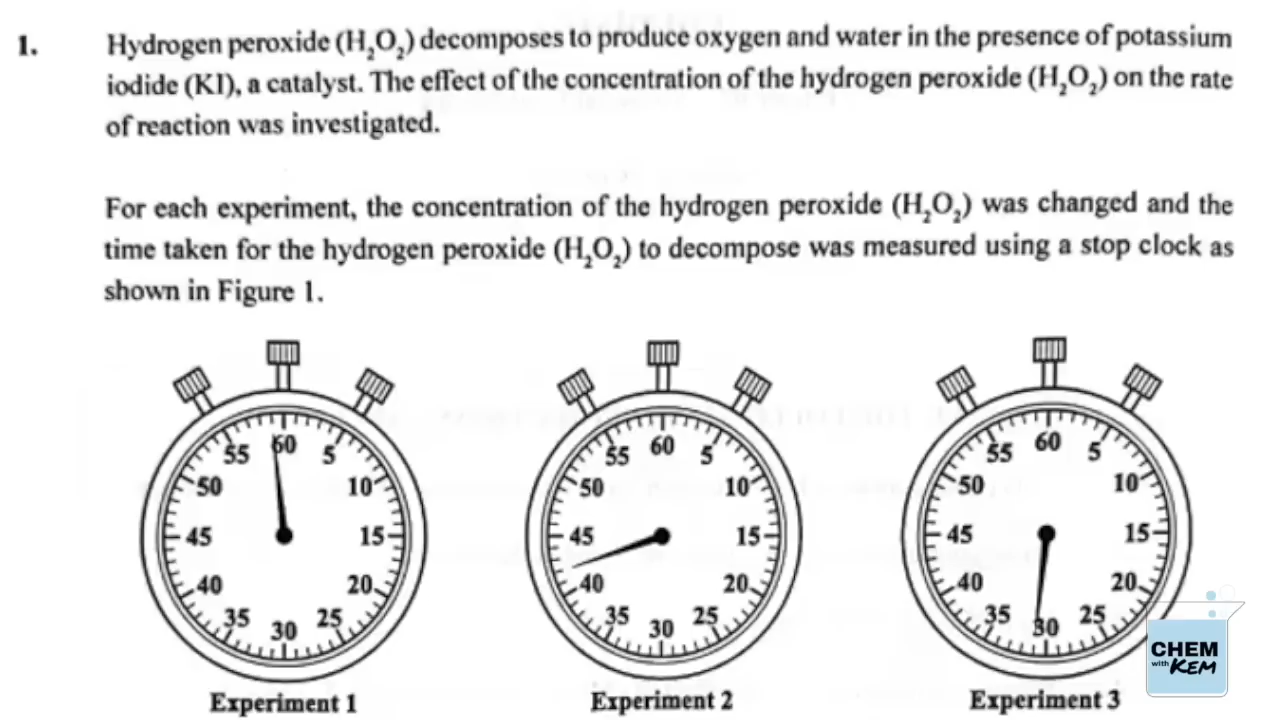 1. Hydrogen peroxide (H₂O₂) decomposes to produce oxygen and water in the presence of potassium
iodide (KI), a catalyst. The effect of the concentration of the hydrogen peroxide (H₂O₂) on the rate
of reaction was investigated.
For each experiment, the concentration of the hydrogen peroxide (H₂O₂) was changed and the
time taken for the hydrogen peroxide (H₂O₂) to decompose was measured using a stop clock as
shown in Figure 1.
60
55 5
50 10
45 15
40 20
35 25
30
Experiment 1
60
55 5
50 10
45 15
40 20
35 25
30
Experiment 2
60
55 5
50 10
45 15
40 20
35 25
30
Experiment 3
CHEM
with KEM